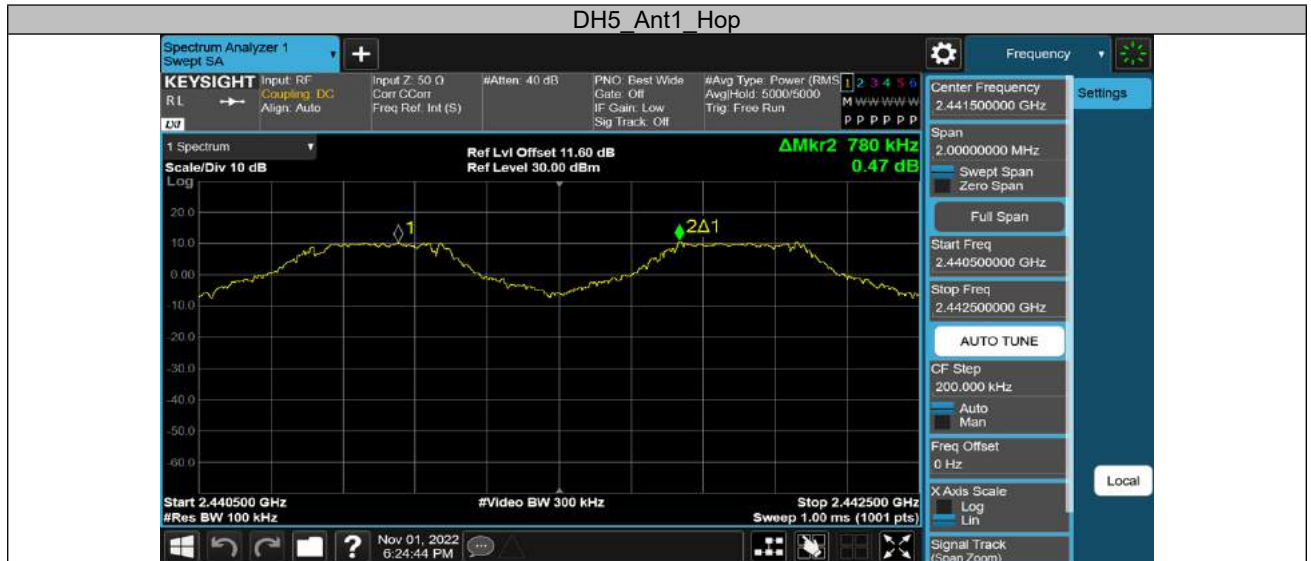 DH5_Ant1_Hop
Spectrum Analyzer 1
Swept SA
+
Frequency
KEYSIGHT
RL
LXI
Input: RF
Coupling: DC
Align: Auto
Input Z: 50 Ω
Corr CCorr
Freq Ref: Int (S)
#Atten: 40 dB
PNO: Best Wide
Gate: Off
IF Gain: Low
Sig Track: Off
#Avg Type: Power (RMS
Avg|Hold: 5000/5000
Trig: Free Run
1 2 3 4 5 6
M W W W W W
P P P P P P
1 Spectrum
Scale/Div 10 dB
Log
Ref Lvl Offset 11.60 dB
Ref Level 30.00 dBm
ΔMkr2 780 kHz
0.47 dB
20.0
10.0
0.00
-10.0
-20.0
-30.0
-40.0
-50.0
-60.0
1
2Δ1
Start 2.440500 GHz
#Res BW 100 kHz
#Video BW 300 kHz
Stop 2.442500 GHz
Sweep 1.00 ms (1001 pts)
?
Nov 01, 2022
6:24:44 PM
Center Frequency
2.441500000 GHz
Settings
Span
2.00000000 MHz
Swept Span
Zero Span
Full Span
Start Freq
2.440500000 GHz
Stop Freq
2.442500000 GHz
AUTO TUNE
CF Step
200.000 kHz
Auto
Man
Freq Offset
0 Hz
X Axis Scale
Log
Lin
Local
Signal Track
(Span Zoom)